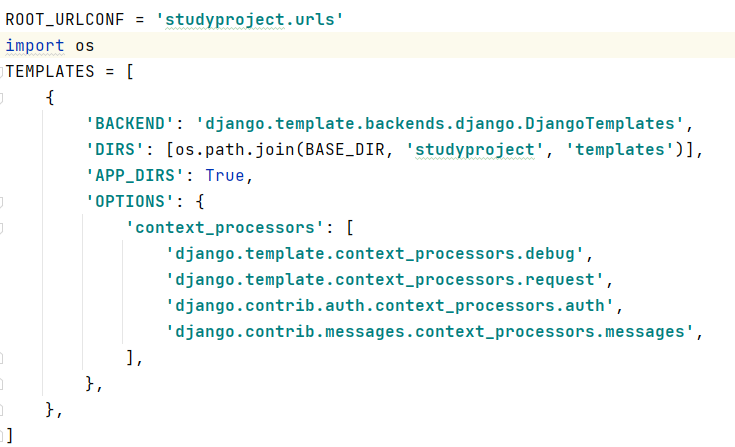 ROOT_URLCONF = 'studyproject.urls'
import os
TEMPLATES = [
    {
        'BACKEND': 'django.template.backends.django.DjangoTemplates',
        'DIRS': [os.path.join(BASE_DIR, 'studyproject', 'templates')],
        'APP_DIRS': True,
        'OPTIONS': {
            'context_processors': [
                'django.template.context_processors.debug',
                'django.template.context_processors.request',
                'django.contrib.auth.context_processors.auth',
                'django.contrib.messages.context_processors.messages',
            ],
        },
    },
]